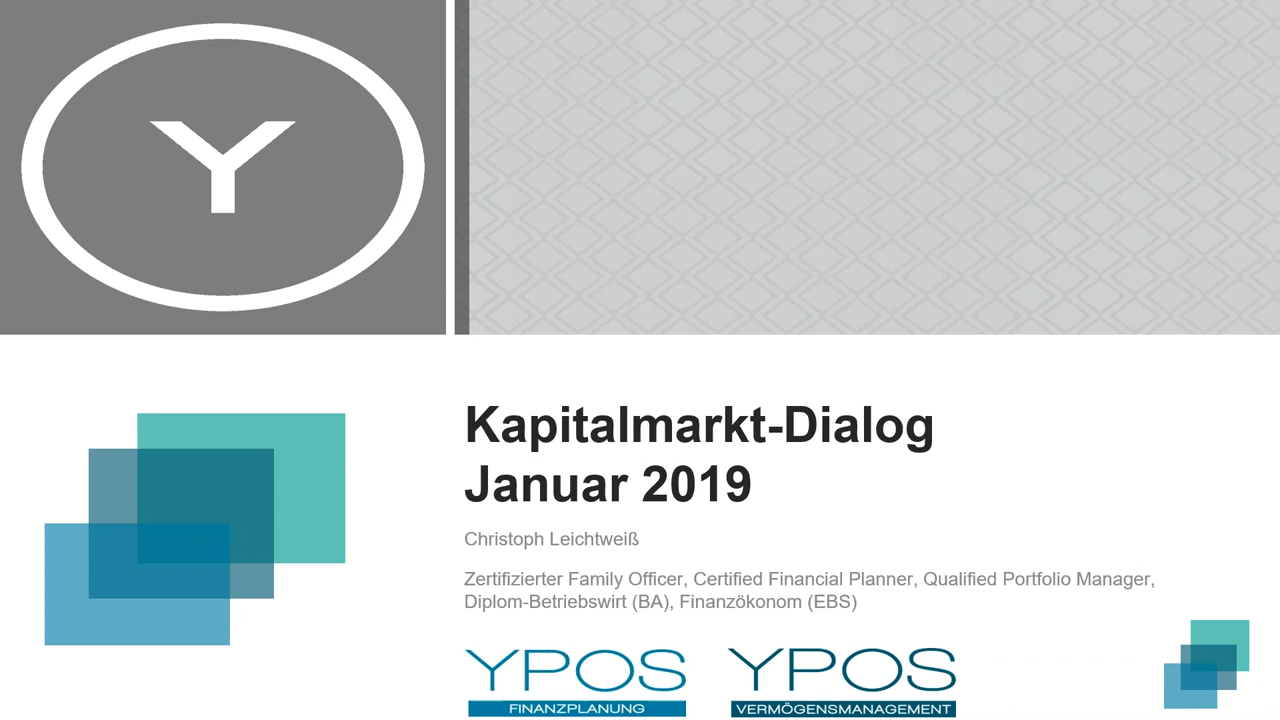 Y
Kapitalmarkt-Dialog
Januar 2019
Christoph Leichtweiß
Zertifizierter Family Officer, Certified Financial Planner, Qualified Portfolio Manager,
Diplom-Betriebswirt (BA), Finanzökonom (EBS)
YPOS YPOS
FINANZPLANUNG VERMÖGENSMANAGEMENT